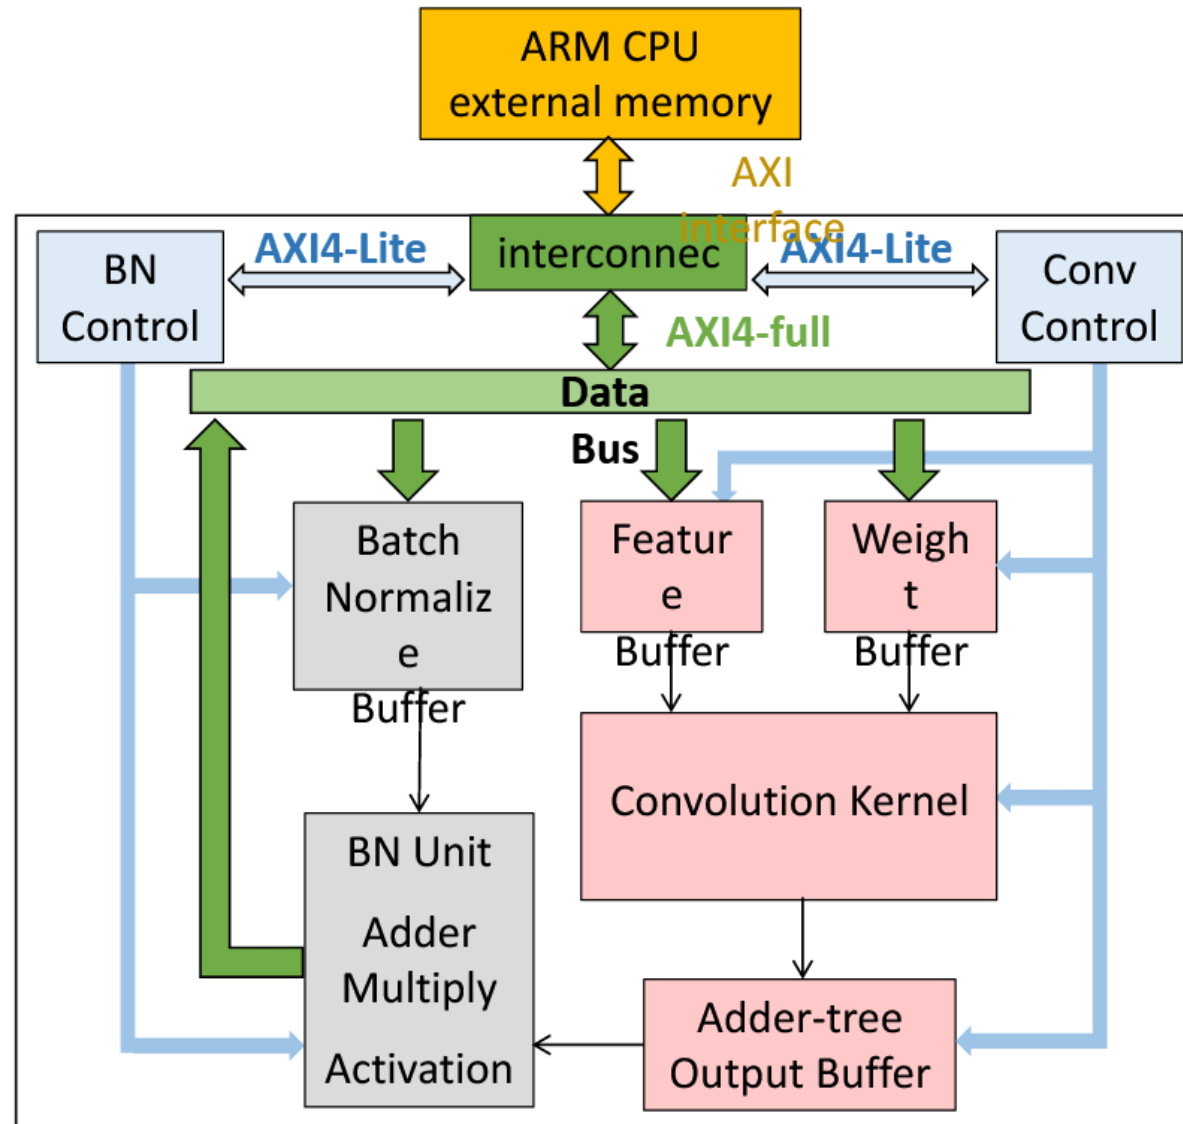 ARM CPU
external memory
AXI
interface
interconnec
AXI4-Lite
AXI4-Lite
BN
Control
Conv
Control
AXI4-full
Data
Bus
Batch
Normaliz
e
Buffer
Featur
e
Buffer
Weigh
t
Buffer
Convolution Kernel
BN Unit
Adder
Multiply
Activation
Adder-tree
Output Buffer